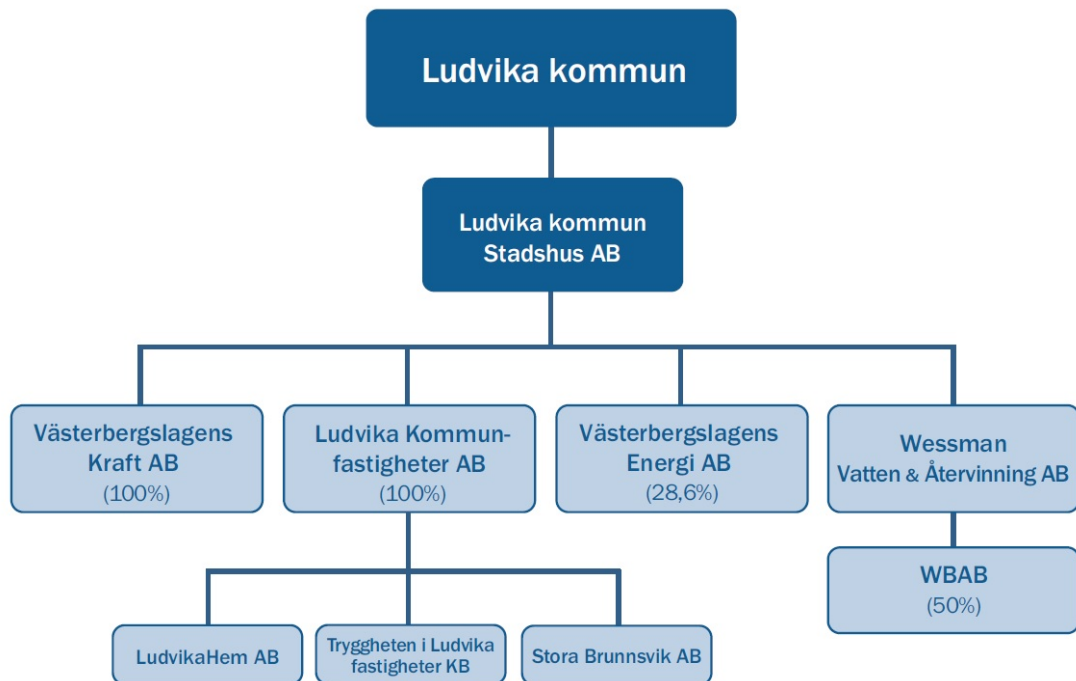 Ludvika kommun
Ludvika kommun
Stadshus AB
Västerbergslagens
Kraft AB
(100%)
Ludvika Kommun-
fastigheter AB
(100%)
Västerbergslagens
Energi AB
(28,6%)
Wessman
Vatten & Återvinning AB
WBAB
(50%)
LudvikaHem AB
Tryggheten i Ludvika
fastigheter KB
Stora Brunnsvik AB